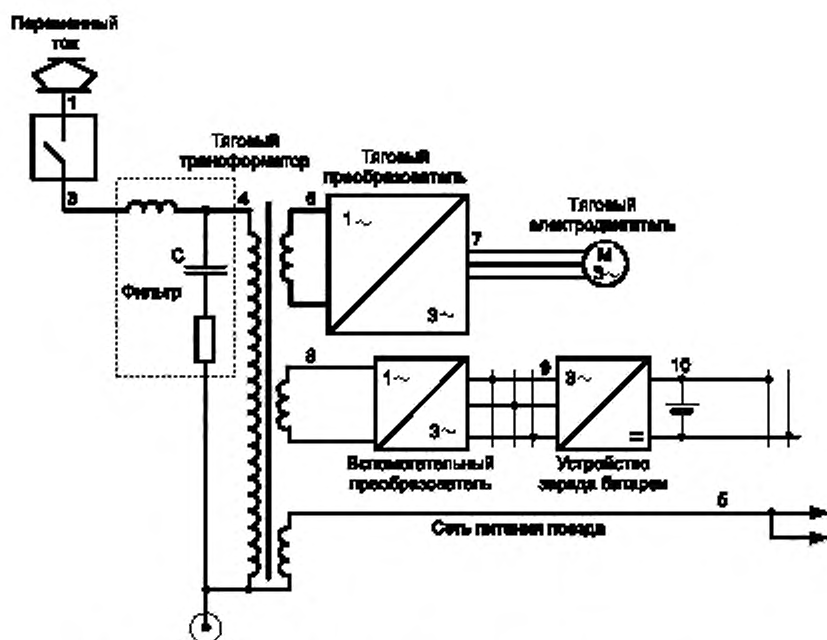 Переменный
ток
1
3
Тяговый
трансформатор
4
C
Фильтр
6
Тяговый
преобразователь
1~
3~
7
Тяговый
электродвигатель
M
3~
8
1~
3~
Вспомогательный
преобразователь
9
3~
=
Устройство
заряда батареи
10
5
Сеть питания поезда